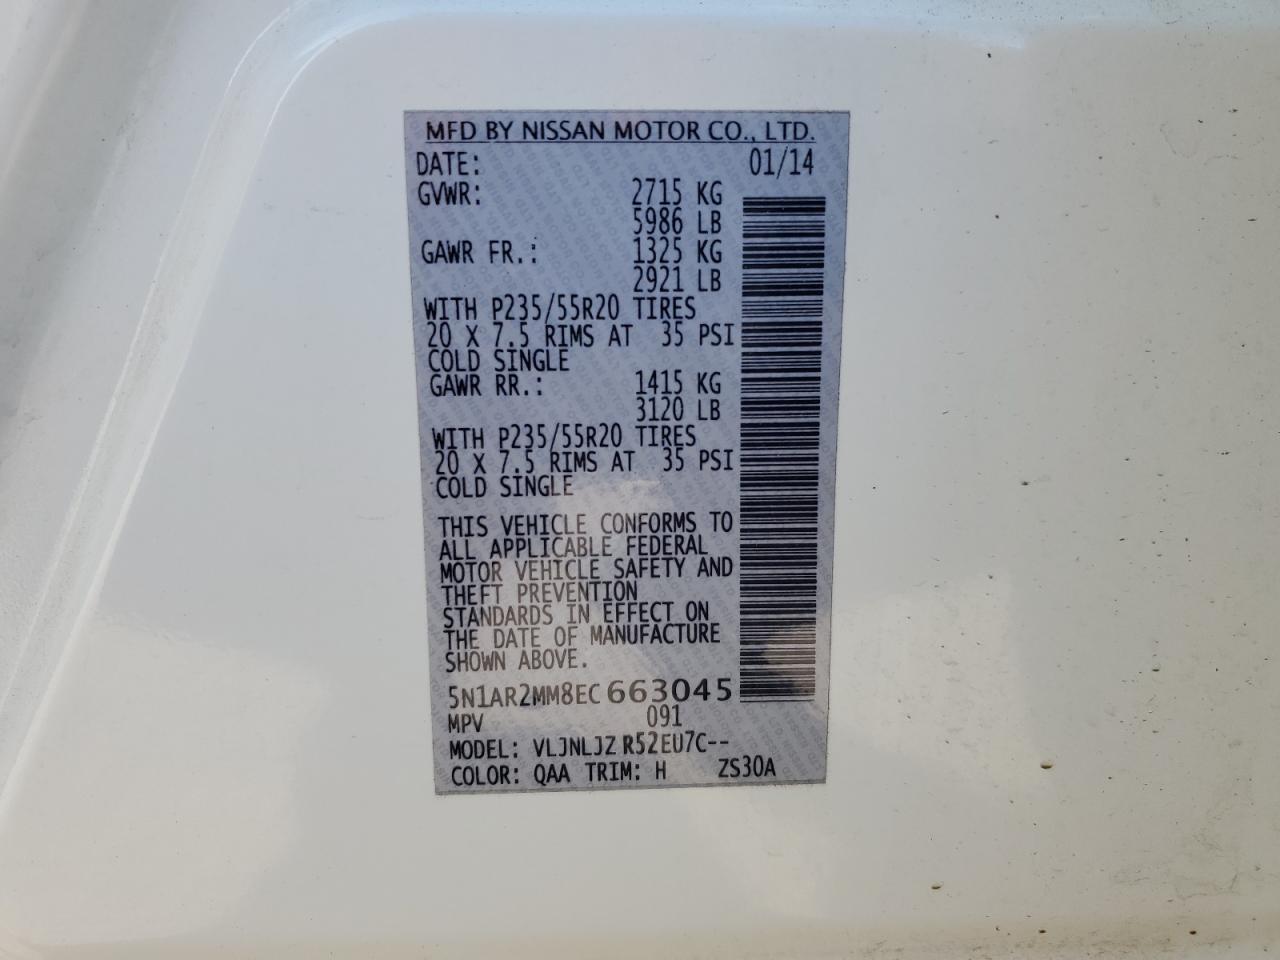 MFD BY NISSAN MOTOR CO., LTD.
DATE: 01/14
GVWR: 2715 KG
5986 LB
GAWR FR.: 1325 KG
2921 LB
WITH P235/55R20 TIRES
20 X 7.5 RIMS AT 35 PSI
COLD SINGLE
GAWR RR.: 1415 KG
3120 LB
WITH P235/55R20 TIRES
20 X 7.5 RIMS AT 35 PSI
COLD SINGLE
THIS VEHICLE CONFORMS TO
ALL APPLICABLE FEDERAL
MOTOR VEHICLE SAFETY AND
THEFT PREVENTION
STANDARDS IN EFFECT ON
THE DATE OF MANUFACTURE
SHOWN ABOVE.
5N1AR2MM8EC663045
MPV 091
MODEL: VLJNLJZ R52EU7C--
COLOR: QAA TRIM: H ZS30A